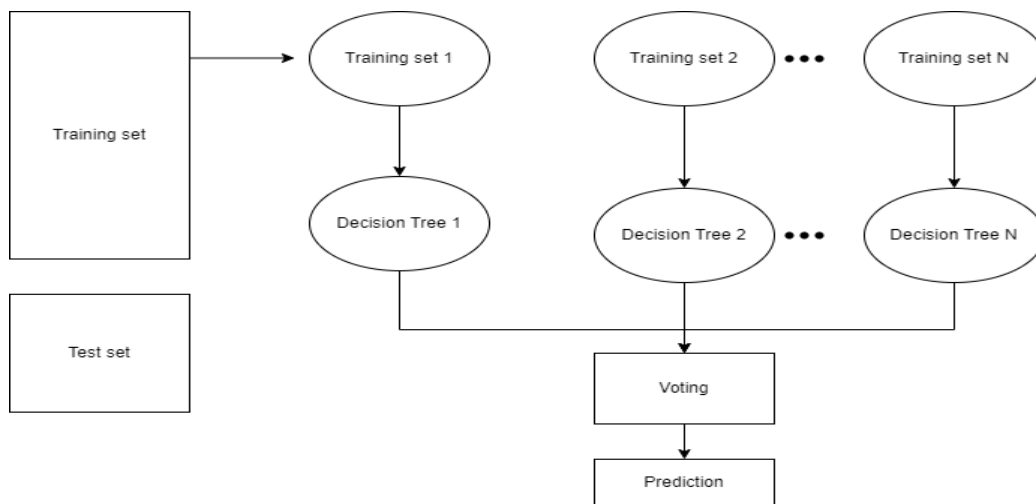 Training set
Training set 1
Training set 2
Training set N
Decision Tree 1
Decision Tree 2
Decision Tree N
Test set
Voting
Prediction